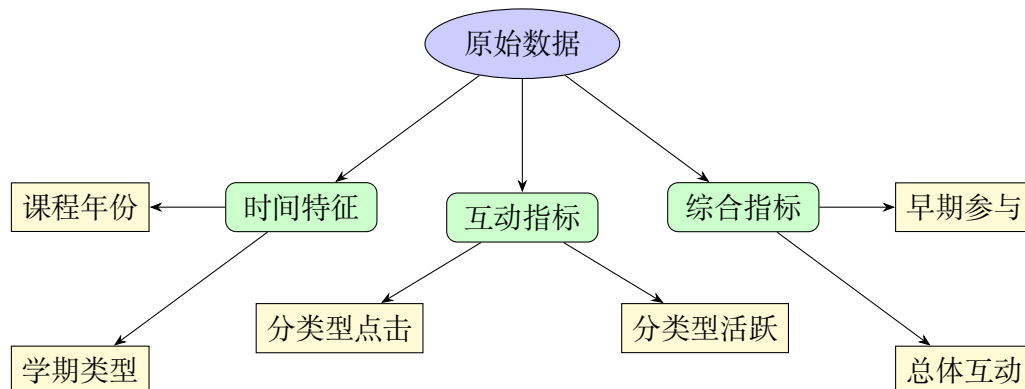 原始数据
课程年份
时间特征
互动指标
综合指标
早期参与
分类型点击
分类型活跃
学期类型
总体互动